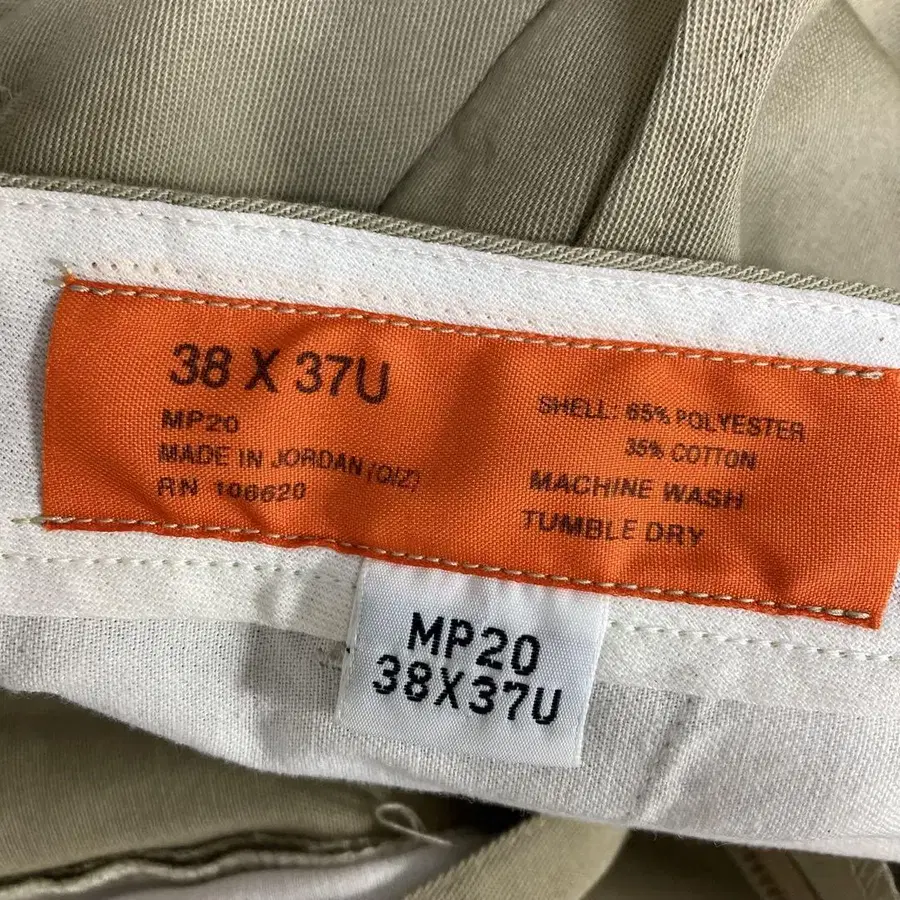 38 X 37U
MP20
MADE IN JORDAN (QIZ)
RN 106620
SHELL: 65% POLYESTER
35% COTTON
MACHINE WASH
TUMBLE DRY
MP20
38X37U